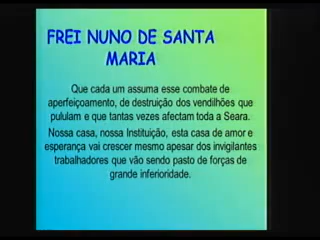 FREI NUNO DE SANTA
MARIA
Que cada um assuma esse combate de
aperfeiçoamento, de destruição dos vendilhões que
pululam e que tantas vezes afectam toda a Seara.
Nossa casa, nossa Instituição, esta casa de amor e
esperança vai crescer mesmo apesar dos invigilantes
trabalhadores que vão sendo pasto de forças de
grande inferioridade.